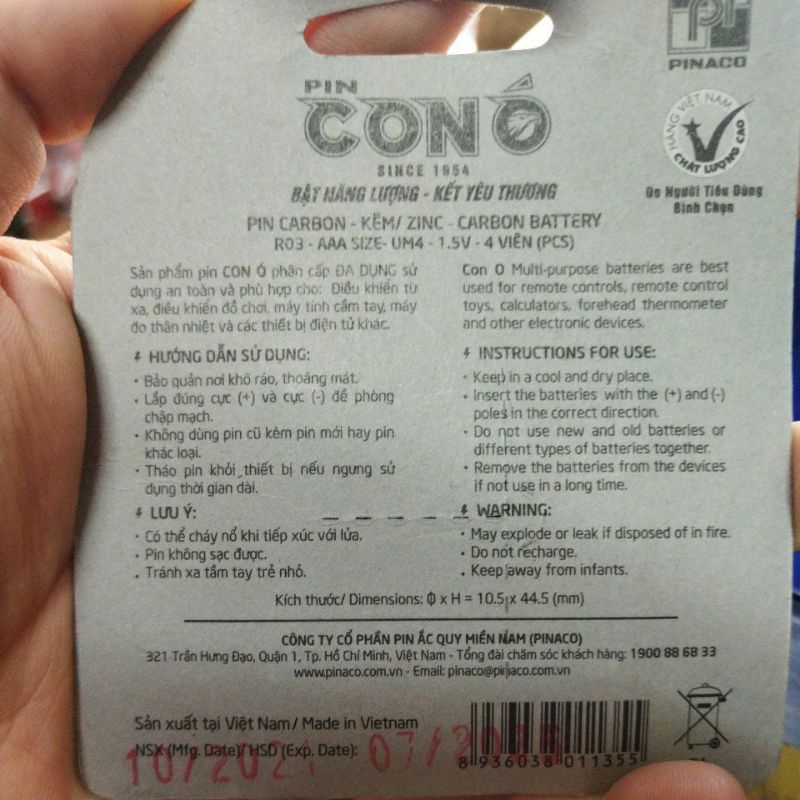 PINACO
PIN
CON Ó
SINCE 1954
BẬT NĂNG LƯỢNG - KẾT YÊU THƯƠNG
HÀNG VIỆT NAM
CHẤT LƯỢNG CAO
Do Người Tiêu Dùng
Bình Chọn
PIN CARBON - KẼM/ ZINC - CARBON BATTERY
R03 - AAA SIZE- UM4 - 1.5V - 4 VIÊN (PCS)
Sản phẩm pin CON Ó phân cấp ĐA DỤNG sử
dụng an toàn và phù hợp cho: Điều khiển từ
xa, điều khiển đồ chơi, máy tính cầm tay, máy
đo thân nhiệt và các thiết bị điện tử khác.
HƯỚNG DẪN SỬ DỤNG:
• Bảo quản nơi khô ráo, thoáng mát.
• Lắp đúng cực (+) và cực (-) để phòng
chập mạch.
• Không dùng pin cũ kèm pin mới hay pin
khác loại.
• Tháo pin khỏi thiết bị nếu ngưng sử
dụng thời gian dài.
LƯU Ý:
• Có thể cháy nổ khi tiếp xúc với lửa.
• Pin không sạc được.
• Tránh xa tầm tay trẻ nhỏ.
Con O Multi-purpose batteries are best
used for remote controls, remote control
toys, calculators, forehead thermometer
and other electronic devices.
INSTRUCTIONS FOR USE:
• Keep in a cool and dry place.
• Insert the batteries with the (+) and (-)
poles in the correct direction.
• Do not use new and old batteries or
different types of batteries together.
• Remove the batteries from the devices
if not use in a long time.
WARNING:
• May explode or leak if disposed of in fire.
• Do not recharge.
• Keep away from infants.
Kích thước/ Dimensions: Φ x H = 10.5 x 44.5 (mm)
CÔNG TY CỔ PHẦN PIN ẮC QUY MIỀN NAM (PINACO)
321 Trần Hưng Đạo, Quận 1, Tp. Hồ Chí Minh, Việt Nam - Tổng đài chăm sóc khách hàng: 1900 88 68 33
www.pinaco.com.vn - Email: pinaco@pinaco.com.vn
Sản xuất tại Việt Nam/ Made in Vietnam
NSX (Mfg. Date)/ HSD (Exp. Date):
8 936038 011355